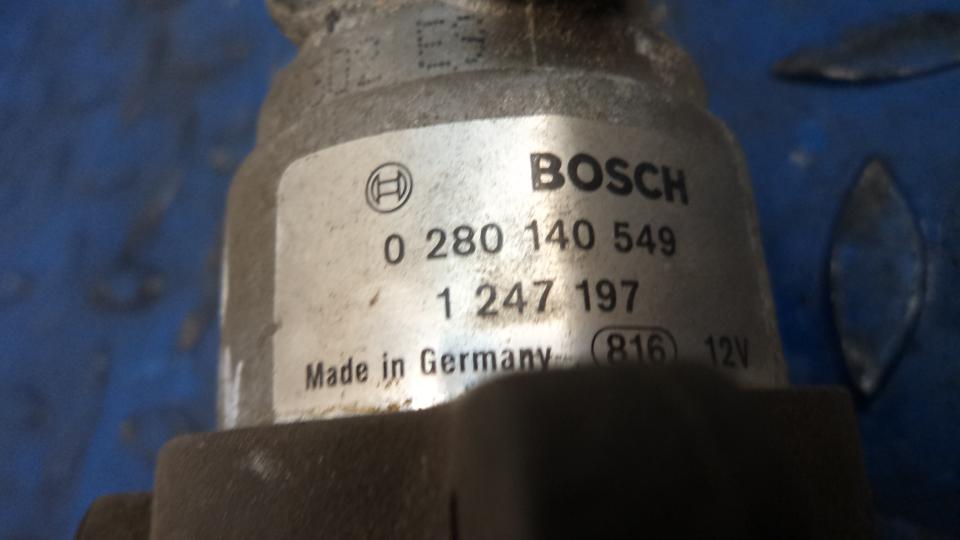 BOSCH
0 280 140 549
1 247 197
Made in Germany 816 12V